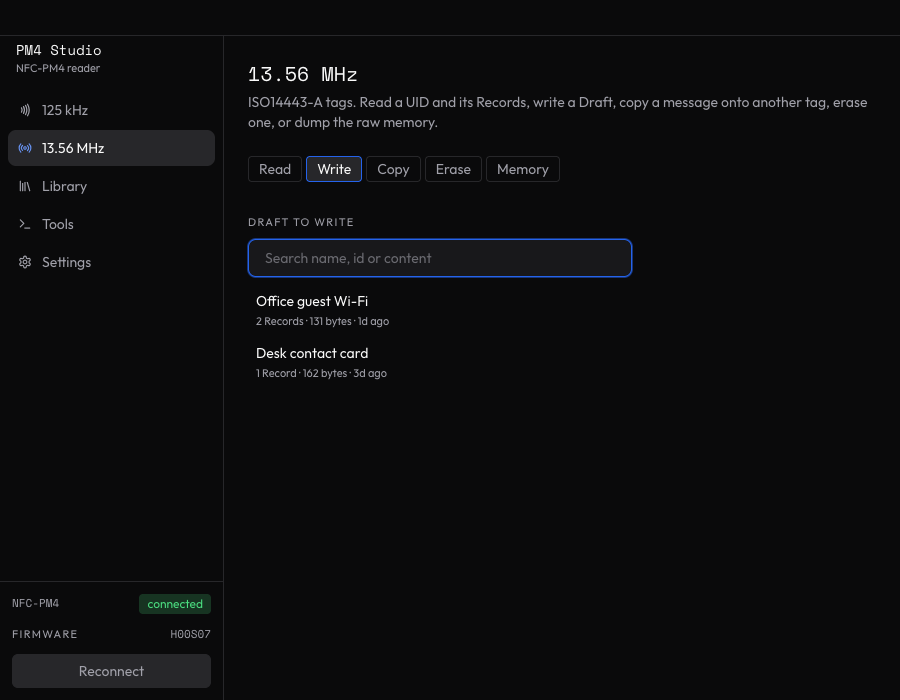 PM4 Studio
NFC-PM4 reader
125 kHz
13.56 MHz
Library
Tools
Settings
NFC-PM4
connected
FIRMWARE
H00S07
Reconnect
13.56 MHz
ISO14443-A tags. Read a UID and its Records, write a Draft, copy a message onto another tag, erase
one, or dump the raw memory.
Read
Write
Copy
Erase
Memory
DRAFT TO WRITE
Search name, id or content
Office guest Wi-Fi
2 Records · 131 bytes · 1d ago
Desk contact card
1 Record · 162 bytes · 3d ago